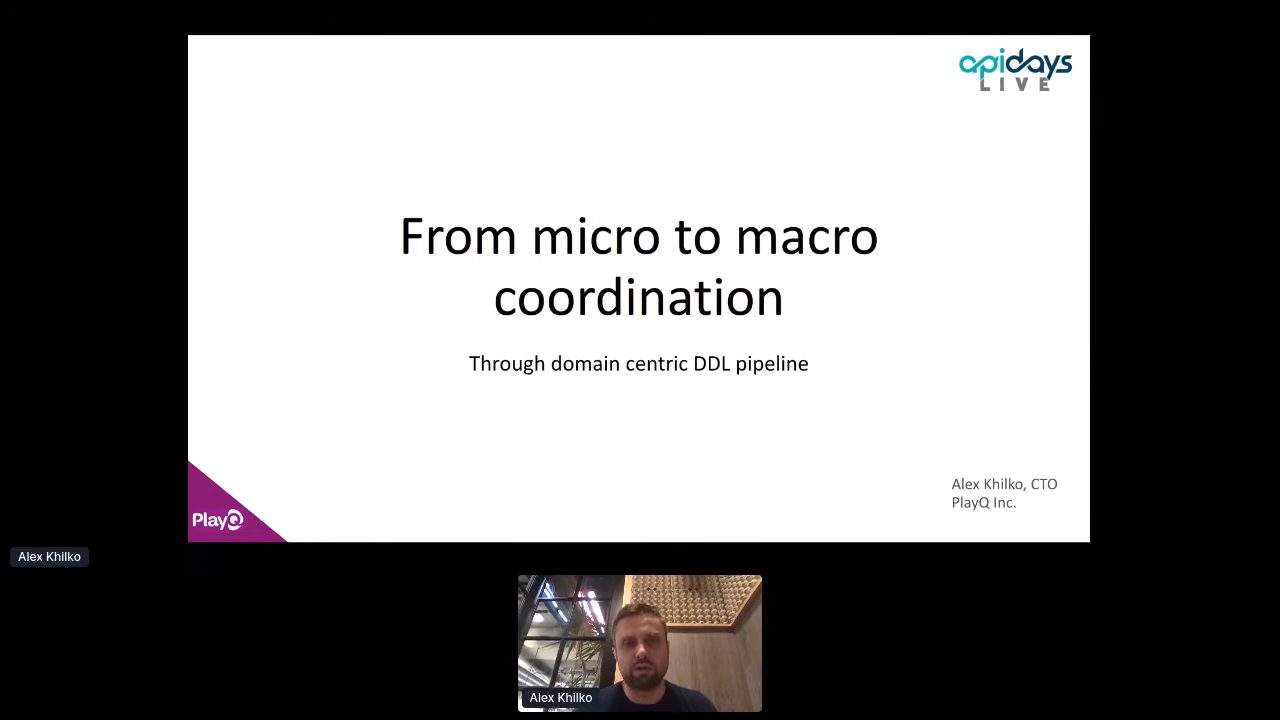 apidays
LIVE
From micro to macro
coordination
Through domain centric DDL pipeline
Alex Khilko, CTO
PlayQ Inc.
PlayQ
Alex Khilko
Alex Khilko